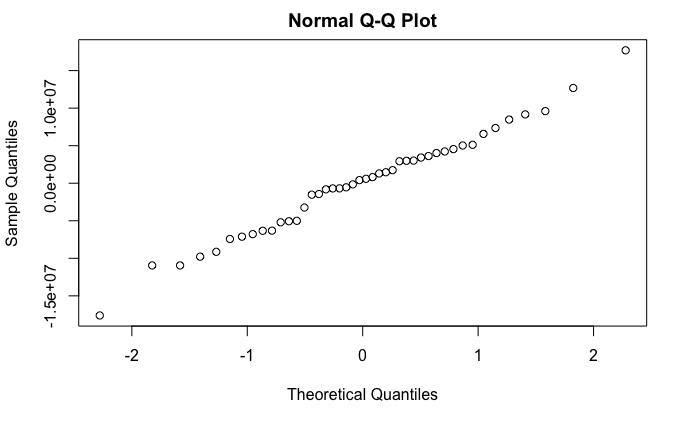 Normal Q-Q Plot
Sample Quantiles
1.0e+07
0.0e+00
-1.5e+07
-2
-1
0
1
2
Theoretical Quantiles